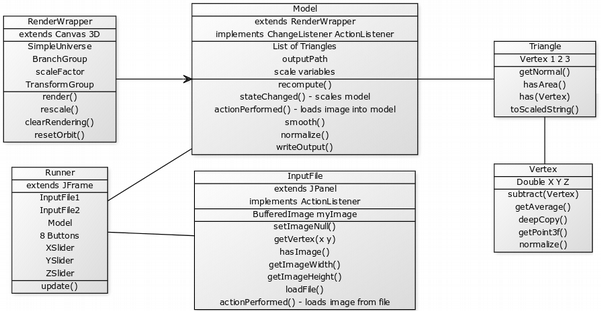 RenderWrapper
extends Canvas 3D
SimpleUniverse
BranchGroup
scaleFactor
TransformGroup
render()
rescale()
clearRendering()
resetOrbit()
Model
extends RenderWrapper
implements ChangeListener ActionListener
List of Triangles
outputPath
scale variables
recompute()
stateChanged() - scales model
actionPerformed() - loads image into model
smooth()
normalize()
writeOutput()
Triangle
Vertex 1 2 3
getNormal()
hasArea()
has(Vertex)
toScaledString()
Runner
extends JFrame
InputFile1
InputFile2
Model
8 Buttons
XSlider
YSlider
ZSlider
update()
InputFile
extends JPanel
implements ActionListener
BufferedImage myImage
setImageNull()
getVertex(x y)
hasImage()
getImageWidth()
getImageHeight()
loadFile()
actionPerformed() - loads image from file
Vertex
Double X Y Z
subtract(Vertex)
getAverage()
deepCopy()
getPoint3f()
normalize()